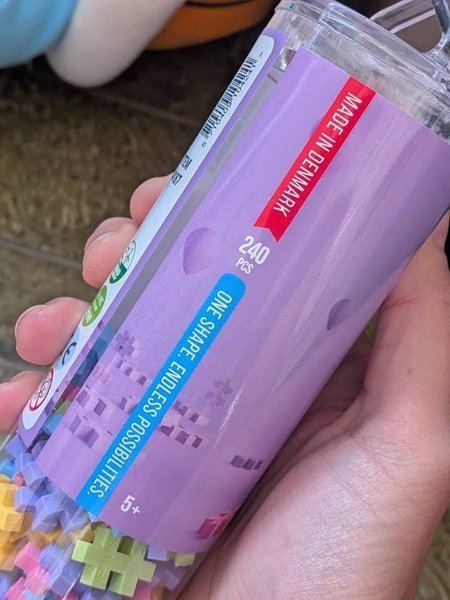 MADE IN DENMARK
240
PCS
ONE SHAPE. ENDLESS POSSIBILITIES.
5+